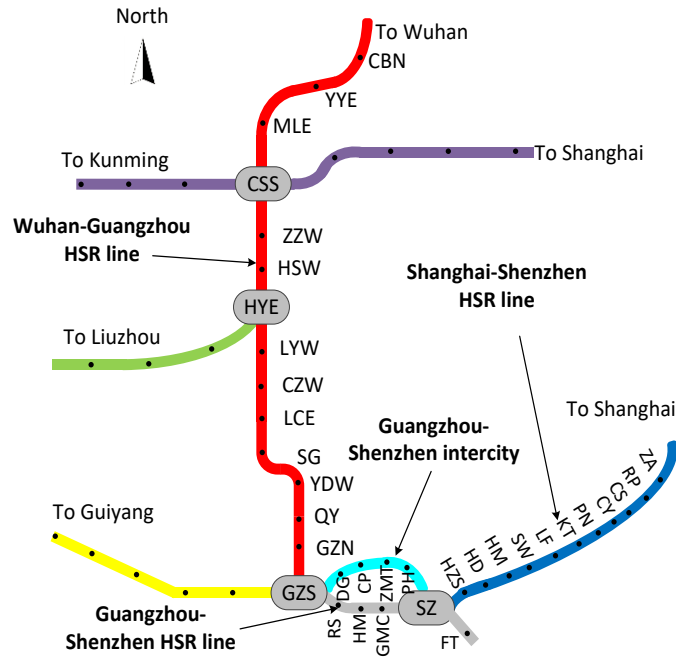 North
To Wuhan
CBN
YYE
MLE
To Kunming
To Shanghai
CSS
Wuhan-Guangzhou
HSR line
ZZW
HSW
Shanghai-Shenzhen
HSR line
HYE
To Liuzhou
LYW
CZW
LCE
To Shanghai
Guangzhou-
Shenzhen intercity
SG
YDW
ZA
RP
CS
CY
PN
KT
LF
SW
HM
HD
HZS
To Guiyang
QY
GZN
GZS
DG
CP
ZMT
PH
SZ
Guangzhou-
Shenzhen HSR line
RS
HM
GMC
FT